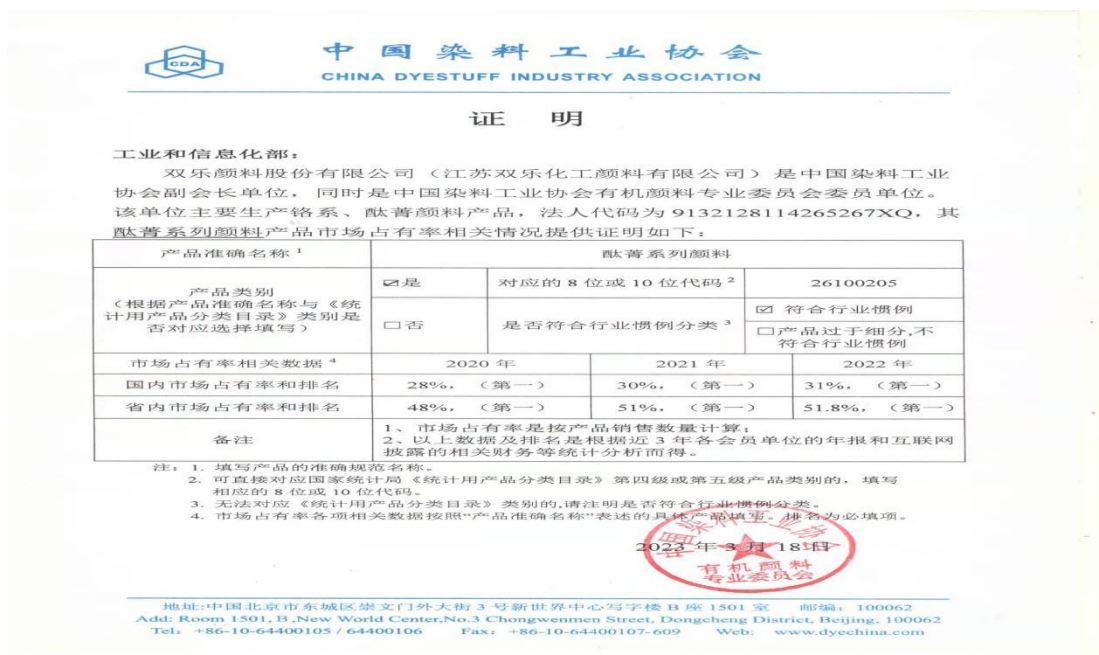 CDA
中国染料工业协会
CHINA DYESTUFF INDUSTRY ASSOCIATION
证 明
工业和信息化部：
双乐颜料股份有限公司（江苏双乐化工颜料有限公司）是中国染料工业
协会副会长单位，同时是中国染料工业协会有机颜料专业委员会委员单位。
该单位主要生产铬系、酞菁颜料产品，法人代码为 9132128114265267XQ，其
酞菁系列颜料产品市场占有率相关情况提供证明如下：
产品准确名称 1 酞菁系列颜料
产品类别
（根据产品准确名称与《统
计用产品分类目录》类别是
否对应选择填写）
☑是 对应的 8 位或 10 位代码 2 26100205
□否 是否符合行业惯例分类 3 ☑ 符合行业惯例
□产品过于细分,不
符合行业惯例
市场占有率相关数据 4 2020 年 2021 年 2022 年
国内市场占有率和排名 28%，（第一） 30%，（第一） 31%，（第一）
省内市场占有率和排名 48%，（第一） 51%，（第一） 51.8%，（第一）
备注
1、市场占有率是按产品销售数量计算；
2、以上数据及排名是根据近 3 年各会员单位的年报和互联网
披露的相关财务等统计分析而得。
注：1. 填写产品的准确规范名称。
2. 可直接对应国家统计局《统计用产品分类目录》第四级或第五级产品类别的，填写
相应的 8 位或 10 位代码。
3. 无法对应《统计用产品分类目录》类别的,请注明是否符合行业惯例分类。
4. 市场占有率各项相关数据按照“产品准确名称”表述的具体产品填写。排名为必填项。
2023 年 3 月 18 日
中国染料工业协会
有机颜料
专业委员会
地址:中国北京市东城区崇文门外大街 3 号新世界中心写字楼 B 座 1501 室 邮编：100062
Add: Room 1501, B ,New World Center,No.3 Chongwenmen Street, Dongcheng District, Beijing, 100062
Tel：+86-10-64400105 / 64400106 Fax：+86-10-64400107-609 Web: www.dyechina.com